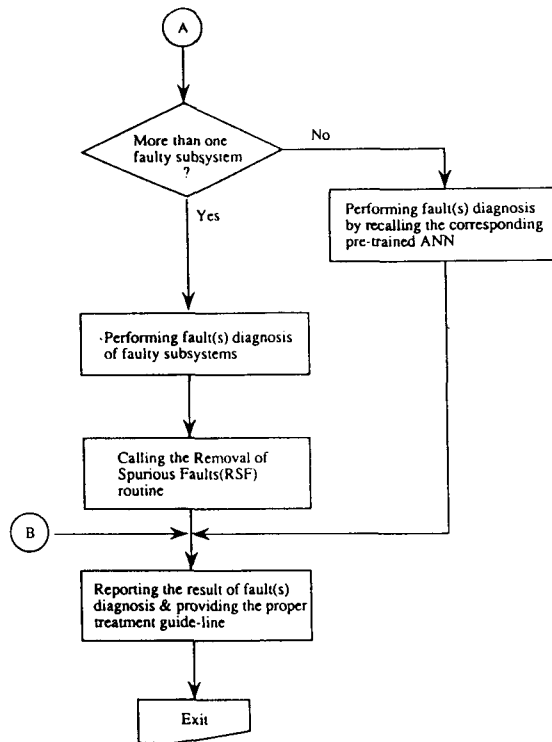 A
More than one
faulty subsystem
?
No
Yes
Performing fault(s) diagnosis
by recalling the corresponding
pre-trained ANN
Performing fault(s) diagnosis
of faulty subsystems
Calling the Removal of
Spurious Faults(RSF)
routine
B
Reporting the result of fault(s)
diagnosis & providing the proper
treatment guide-line
Exit